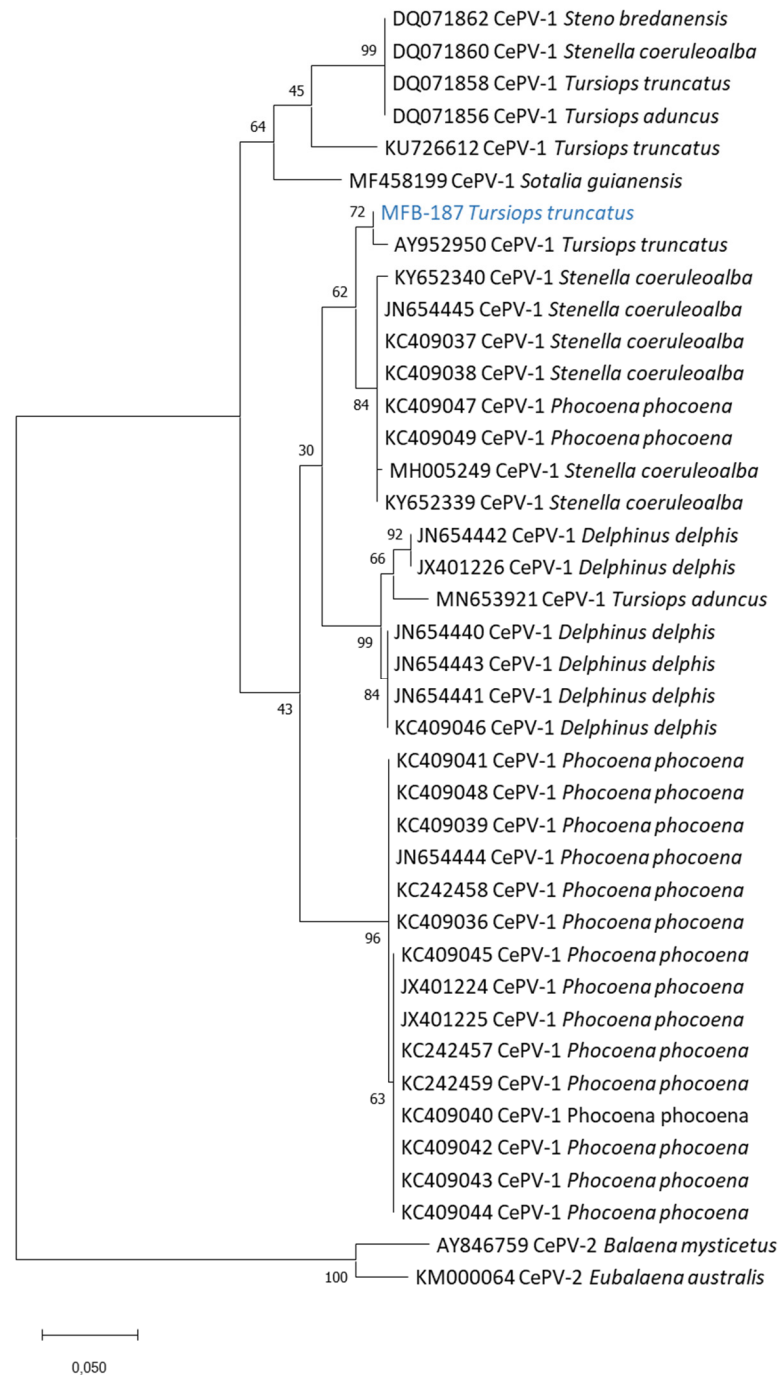 DQ071862 CePV-1 Steno bredanensis
99
DQ071860 CePV-1 Stenella coeruleoalba
DQ071858 CePV-1 Tursiops truncatus
45
DQ071856 CePV-1 Tursiops aduncus
64
KU726612 CePV-1 Tursiops truncatus
MF458199 CePV-1 Sotalia guianensis
72
MFB-187 Tursiops truncatus
AY952950 CePV-1 Tursiops truncatus
KY652340 CePV-1 Stenella coeruleoalba
62
JN654445 CePV-1 Stenella coeruleoalba
KC409037 CePV-1 Stenella coeruleoalba
KC409038 CePV-1 Stenella coeruleoalba
84
KC409047 CePV-1 Phocoena phocoena
KC409049 CePV-1 Phocoena phocoena
30
MH005249 CePV-1 Stenella coeruleoalba
KY652339 CePV-1 Stenella coeruleoalba
92
JN654442 CePV-1 Delphinus delphis
66
JX401226 CePV-1 Delphinus delphis
MN653921 CePV-1 Tursiops aduncus
JN654440 CePV-1 Delphinus delphis
99
JN654443 CePV-1 Delphinus delphis
84
JN654441 CePV-1 Delphinus delphis
43
KC409046 CePV-1 Delphinus delphis
KC409041 CePV-1 Phocoena phocoena
KC409048 CePV-1 Phocoena phocoena
KC409039 CePV-1 Phocoena phocoena
JN654444 CePV-1 Phocoena phocoena
KC242458 CePV-1 Phocoena phocoena
KC409036 CePV-1 Phocoena phocoena
96
KC409045 CePV-1 Phocoena phocoena
JX401224 CePV-1 Phocoena phocoena
JX401225 CePV-1 Phocoena phocoena
KC242457 CePV-1 Phocoena phocoena
KC242459 CePV-1 Phocoena phocoena
63
KC409040 CePV-1 Phocoena phocoena
KC409042 CePV-1 Phocoena phocoena
KC409043 CePV-1 Phocoena phocoena
KC409044 CePV-1 Phocoena phocoena
AY846759 CePV-2 Balaena mysticetus
100
KM000064 CePV-2 Eubalaena australis
0,050